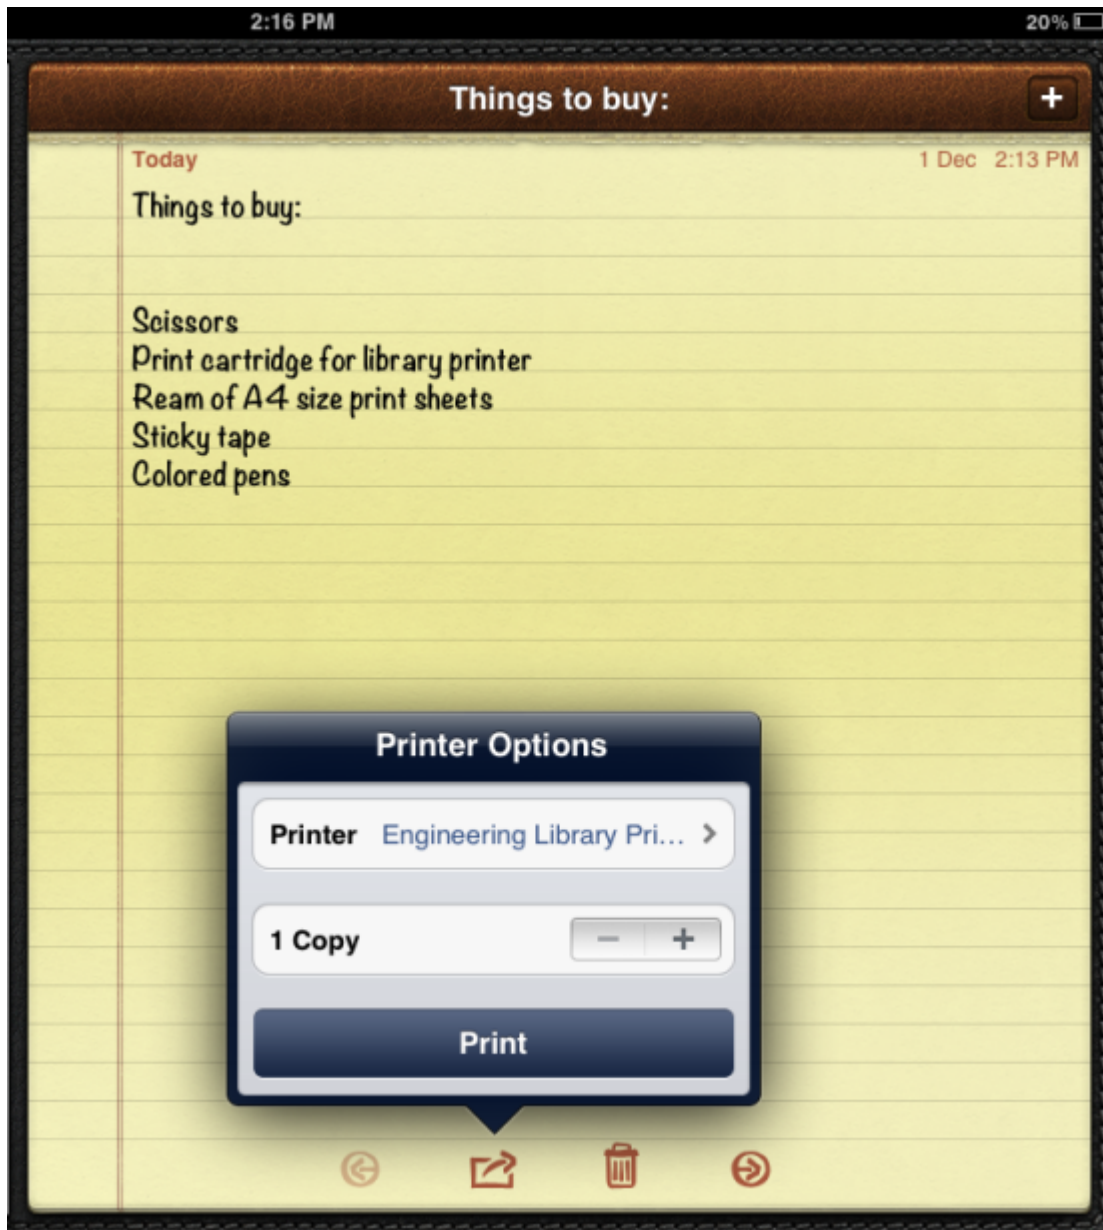 2:16 PM 20%
Things to buy: +
Today 1 Dec 2:13 PM
Things to buy:
Scissors
Print cartridge for library printer
Ream of A4 size print sheets
Sticky tape
Colored pens
Printer Options
Printer Engineering Library Pri... >
1 Copy − +
Print